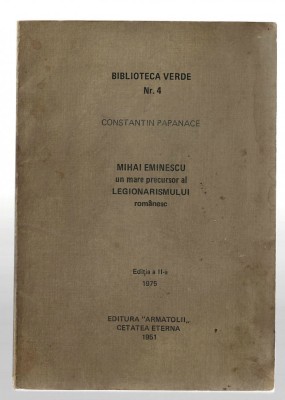 BIBLIOTECA VERDE
Nr. 4
CONSTANTIN PAPANACE
MIHAI EMINESCU
un mare precursor al
LEGIONARISMULUI
românesc
Ediţia a II-a
1975
EDITURA "ARMATOLII„
CETATEA ETERNA
1951